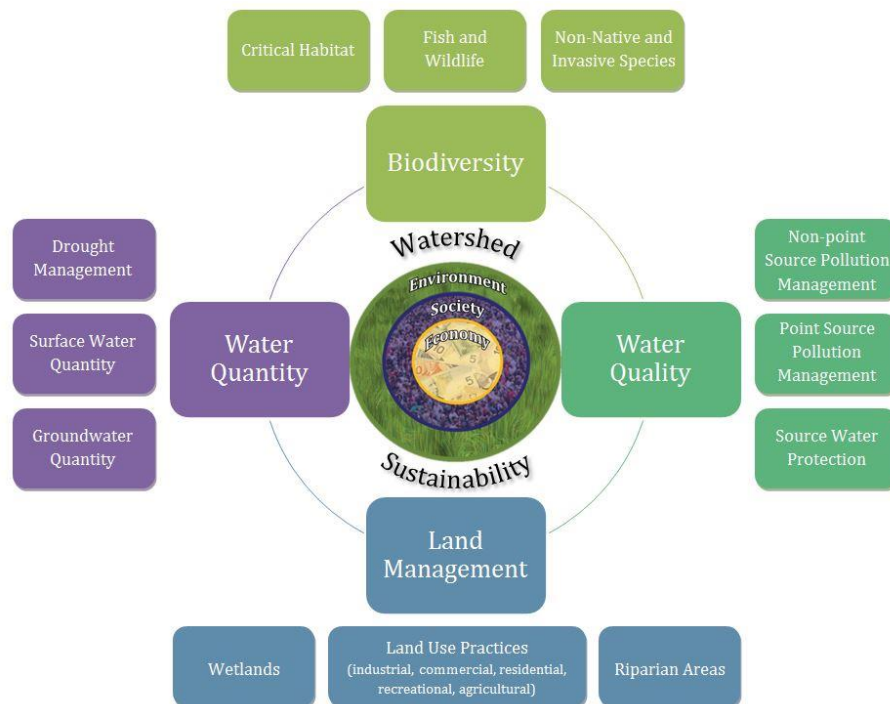 Critical Habitat
Fish and
Wildlife
Non-Native and
Invasive Species
Biodiversity
Drought
Management
Surface Water
Quantity
Groundwater
Quantity
Water
Quantity
Watershed
Environment
Society
Economy
Sustainability
Water
Quality
Non-point
Source Pollution
Management
Point Source
Pollution
Management
Source Water
Protection
Land
Management
Wetlands
Land Use Practices
(industrial, commercial, residential,
recreational, agricultural)
Riparian Areas